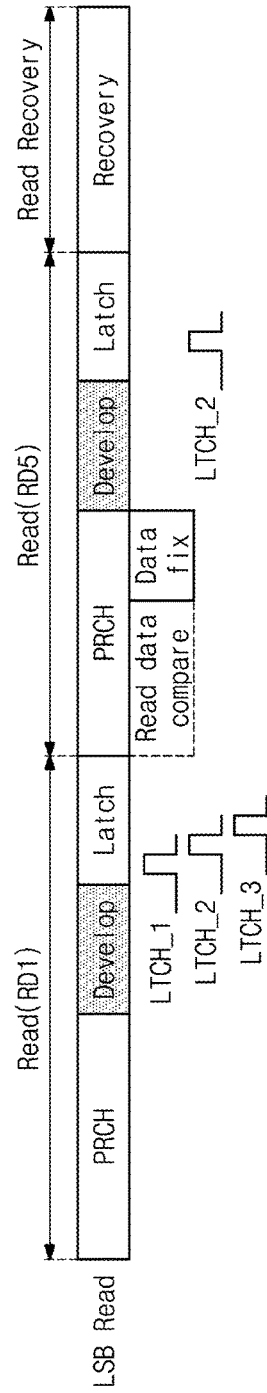 Read(RD1)
Read(RD5)
Read Recovery
LSB Read
PRCH
Develop
Latch
PRCH
Develop
Latch
Recovery
Read data
compare
Data
fix
LTCH_1
LTCH_2
LTCH_3
LTCH_2